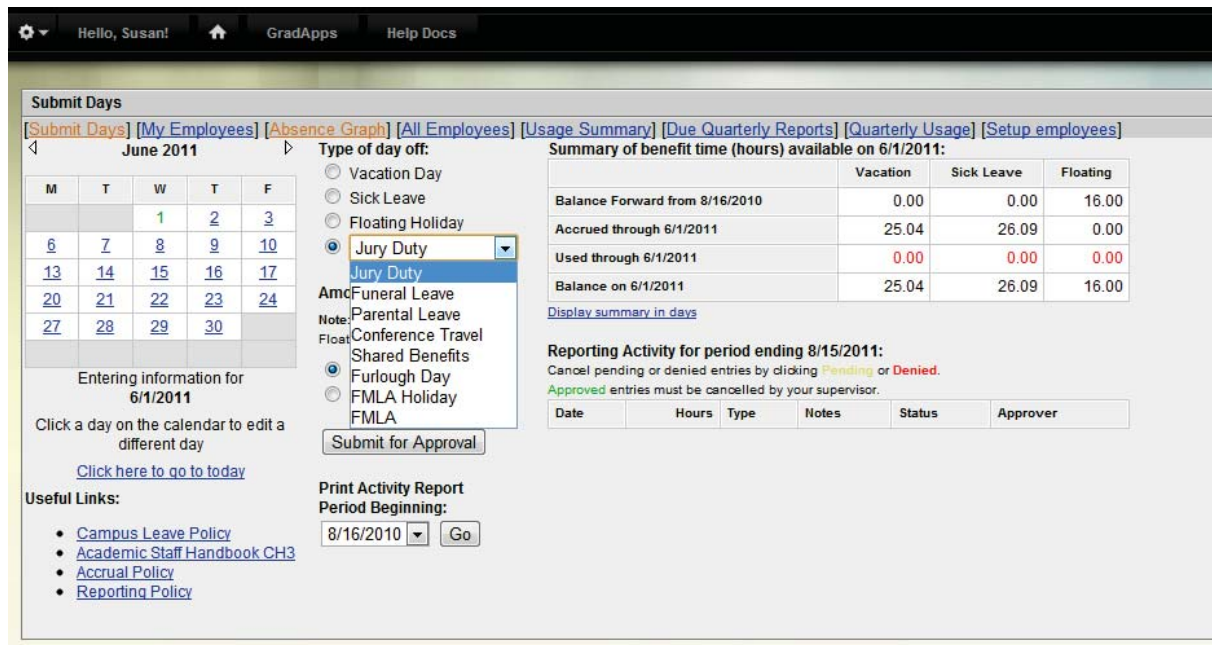 Hello, Susan! GradApps Help Docs
Submit Days
[Submit Days] [My Employees] [Absence Graph] [All Employees] [Usage Summary] [Due Quarterly Reports] [Quarterly Usage] [Setup employees]
June 2011
M T W T F
1 2 3
6 7 8 9 10
13 14 15 16 17
20 21 22 23 24
27 28 29 30
Entering information for
6/1/2011
Click a day on the calendar to edit a
different day
Click here to go to today
Useful Links:
• Campus Leave Policy
• Academic Staff Handbook CH3
• Accrual Policy
• Reporting Policy
Type of day off:
Vacation Day
Sick Leave
Floating Holiday
Jury Duty
Jury Duty
Funeral Leave
Parental Leave
Conference Travel
Shared Benefits
Furlough Day
FMLA Holiday
FMLA
Note:
Submit for Approval
Print Activity Report
Period Beginning:
8/16/2010 Go
Summary of benefit time (hours) available on 6/1/2011:
Vacation Sick Leave Floating
Balance Forward from 8/16/2010 0.00 0.00 16.00
Accrued through 6/1/2011 25.04 26.09 0.00
Used through 6/1/2011 0.00 0.00 0.00
Balance on 6/1/2011 25.04 26.09 16.00
Display summary in days
Reporting Activity for period ending 8/15/2011:
Cancel pending or denied entries by clicking Pending or Denied.
Approved entries must be cancelled by your supervisor.
Date Hours Type Notes Status Approver